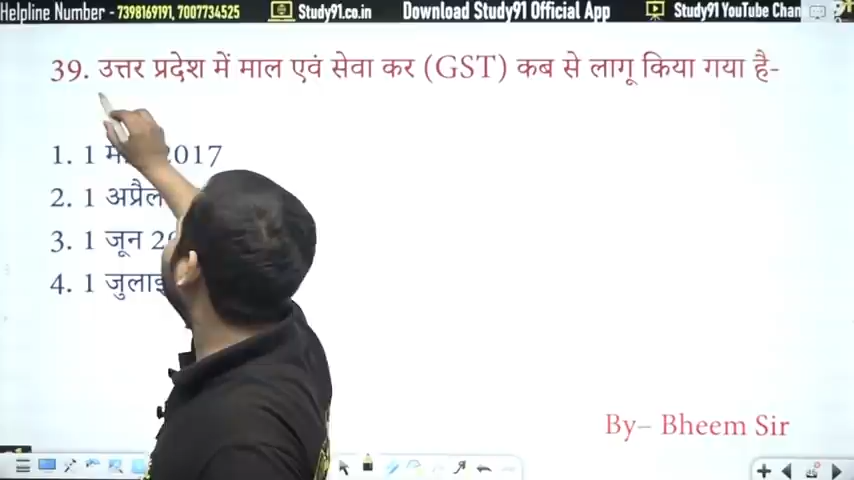 Helpline Number - 7398169191, 7007734525 Study91.co.in Download Study91 Official App Study91 YouTube Chan
39. उत्तर प्रदेश में माल एवं सेवा कर (GST) कब से लागू किया गया है-
1. 1 2017
2. 1 अप्रैल
3. 1 जून
4. 1
By– Bheem Sir